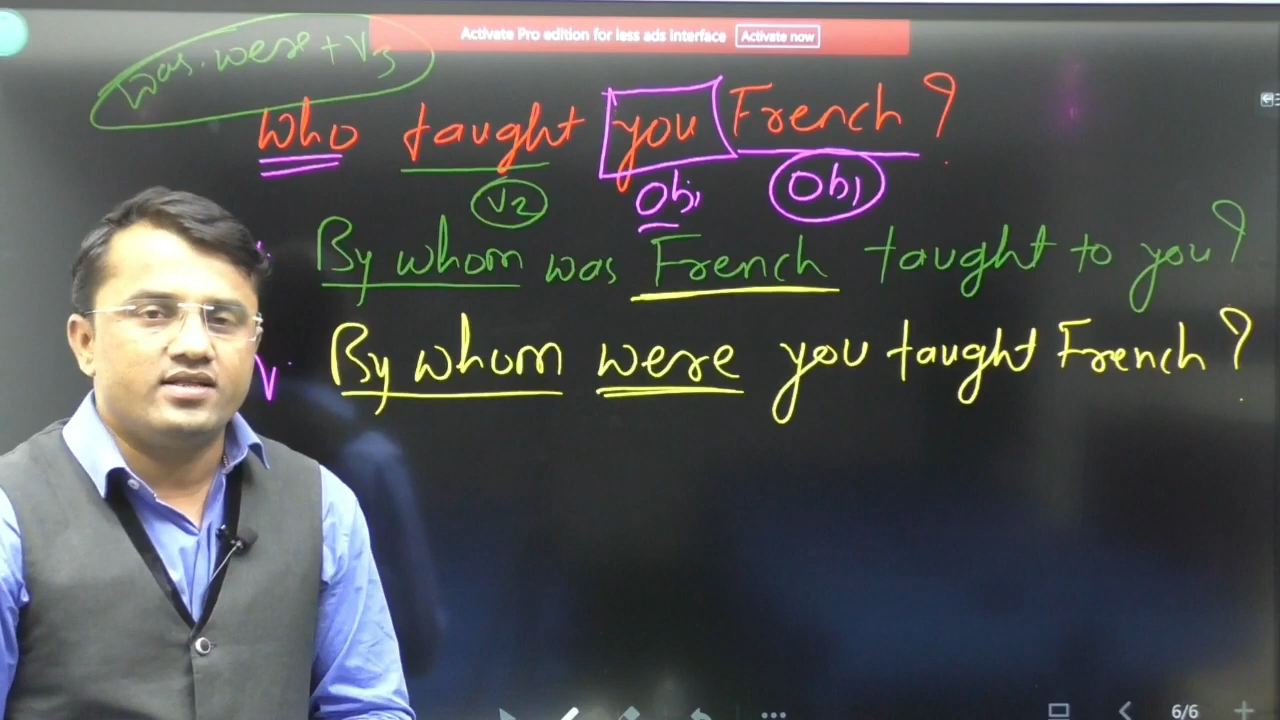 Activate Pro edition for less ads interface Activate now
was.were+V3
Who taught you French?
V2 Obj Obj
By whom was French taught to you?
By whom were you taught French?
6/6